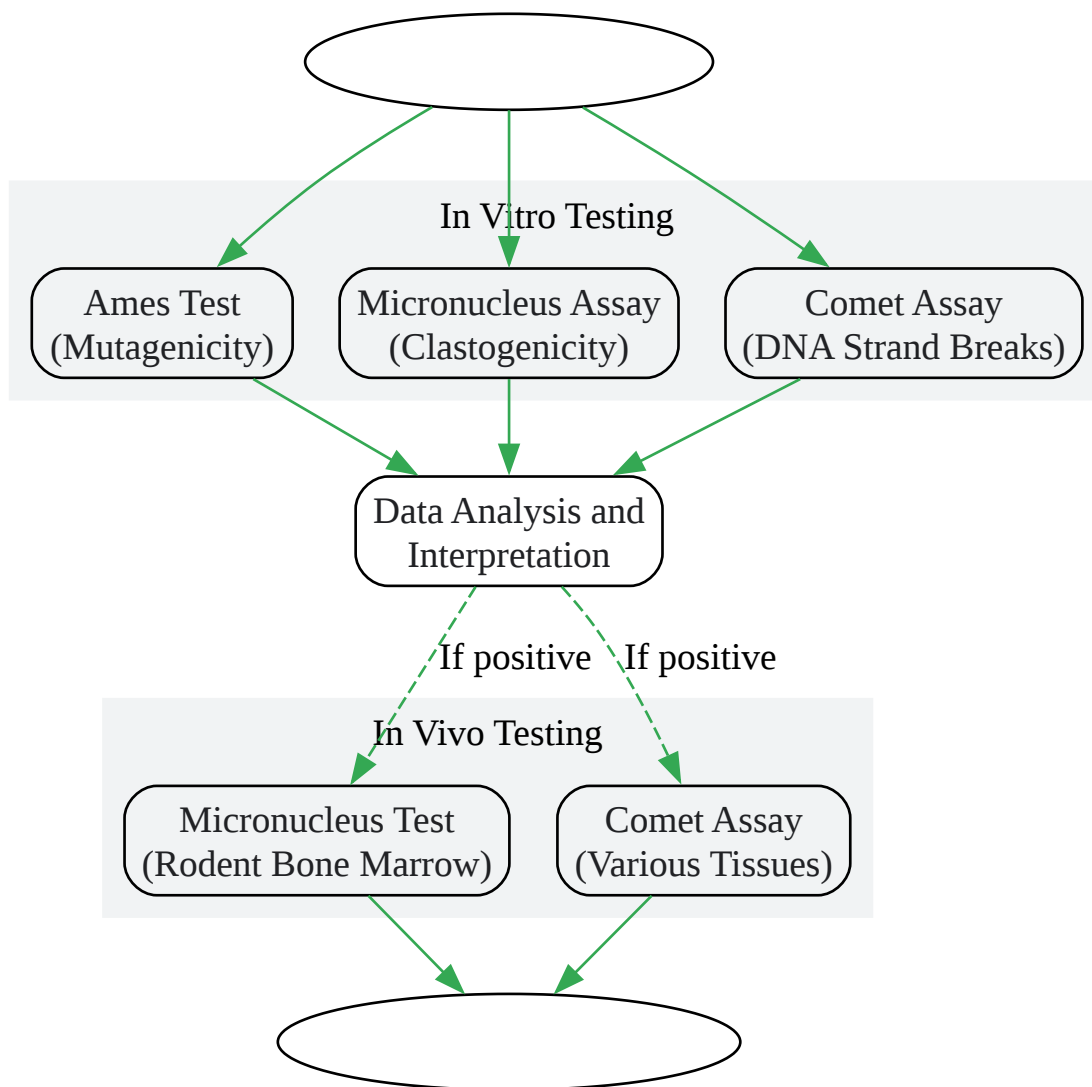 In Vitro Testing
Ames Test
(Mutagenicity)
Micronucleus Assay
(Clastogenicity)
Comet Assay
(DNA Strand Breaks)
Data Analysis and
Interpretation
If positive
If positive
In Vivo Testing
Micronucleus Test
(Rodent Bone Marrow)
Comet Assay
(Various Tissues)